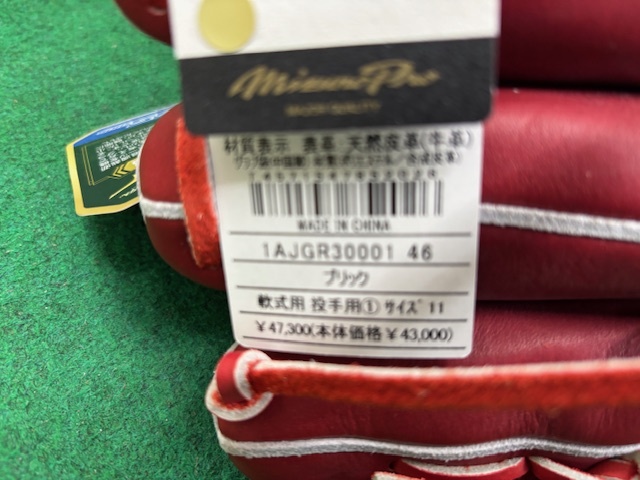 Mizuno Pro
材質表示 表革 天然皮革(牛革)
MADE IN CHINA
1AJGR30001 46
ブリック
軟式用 投手用① サイズ 11
￥47,300(本体価格￥43,000)